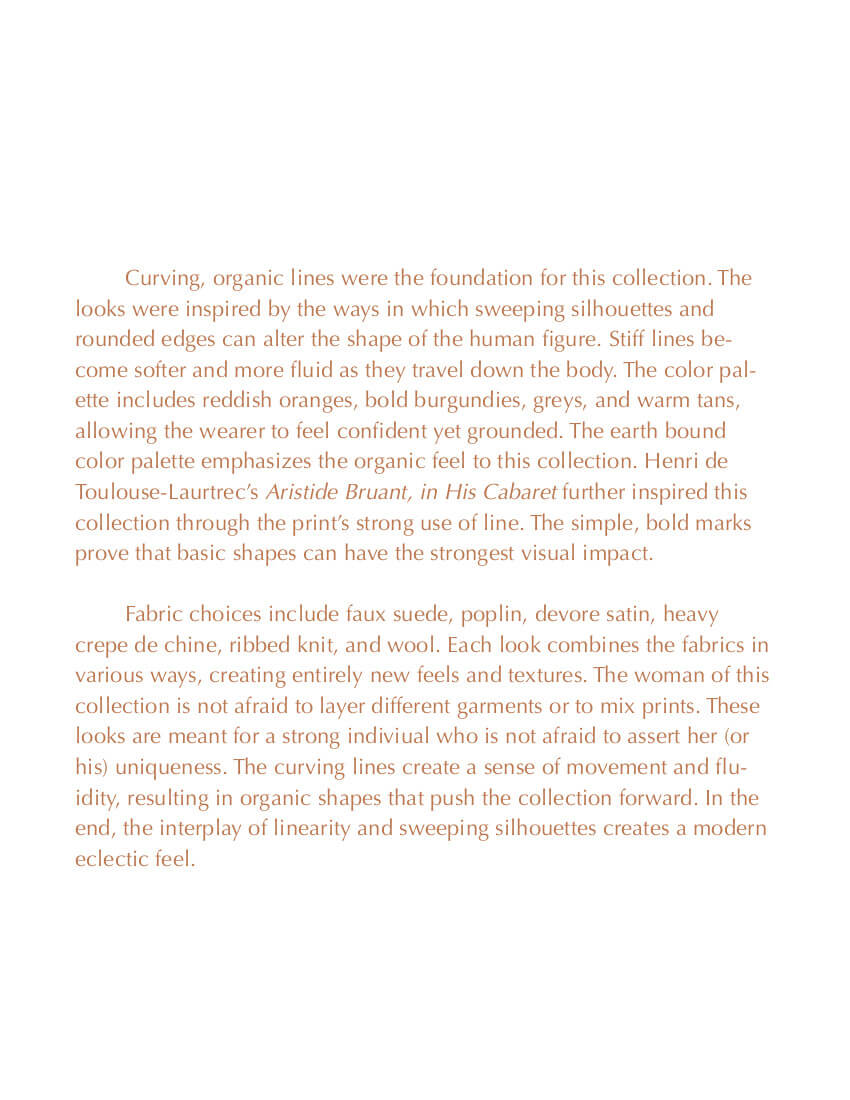 Curving, organic lines were the foundation for this collection. The
looks were inspired by the ways in which sweeping silhouettes and
rounded edges can alter the shape of the human figure. Stiff lines be-
come softer and more fluid as they travel down the body. The color pal-
ette includes reddish oranges, bold burgundies, greys, and warm tans,
allowing the wearer to feel confident yet grounded. The earth bound
color palette emphasizes the organic feel to this collection. Henri de
Toulouse-Laurtrec’s Aristide Bruant, in His Cabaret further inspired this
collection through the print’s strong use of line. The simple, bold marks
prove that basic shapes can have the strongest visual impact.
Fabric choices include faux suede, poplin, devore satin, heavy
crepe de chine, ribbed knit, and wool. Each look combines the fabrics in
various ways, creating entirely new feels and textures. The woman of this
collection is not afraid to layer different garments or to mix prints. These
looks are meant for a strong indiviual who is not afraid to assert her (or
his) uniqueness. The curving lines create a sense of movement and flu-
idity, resulting in organic shapes that push the collection forward. In the
end, the interplay of linearity and sweeping silhouettes creates a modern
eclectic feel.